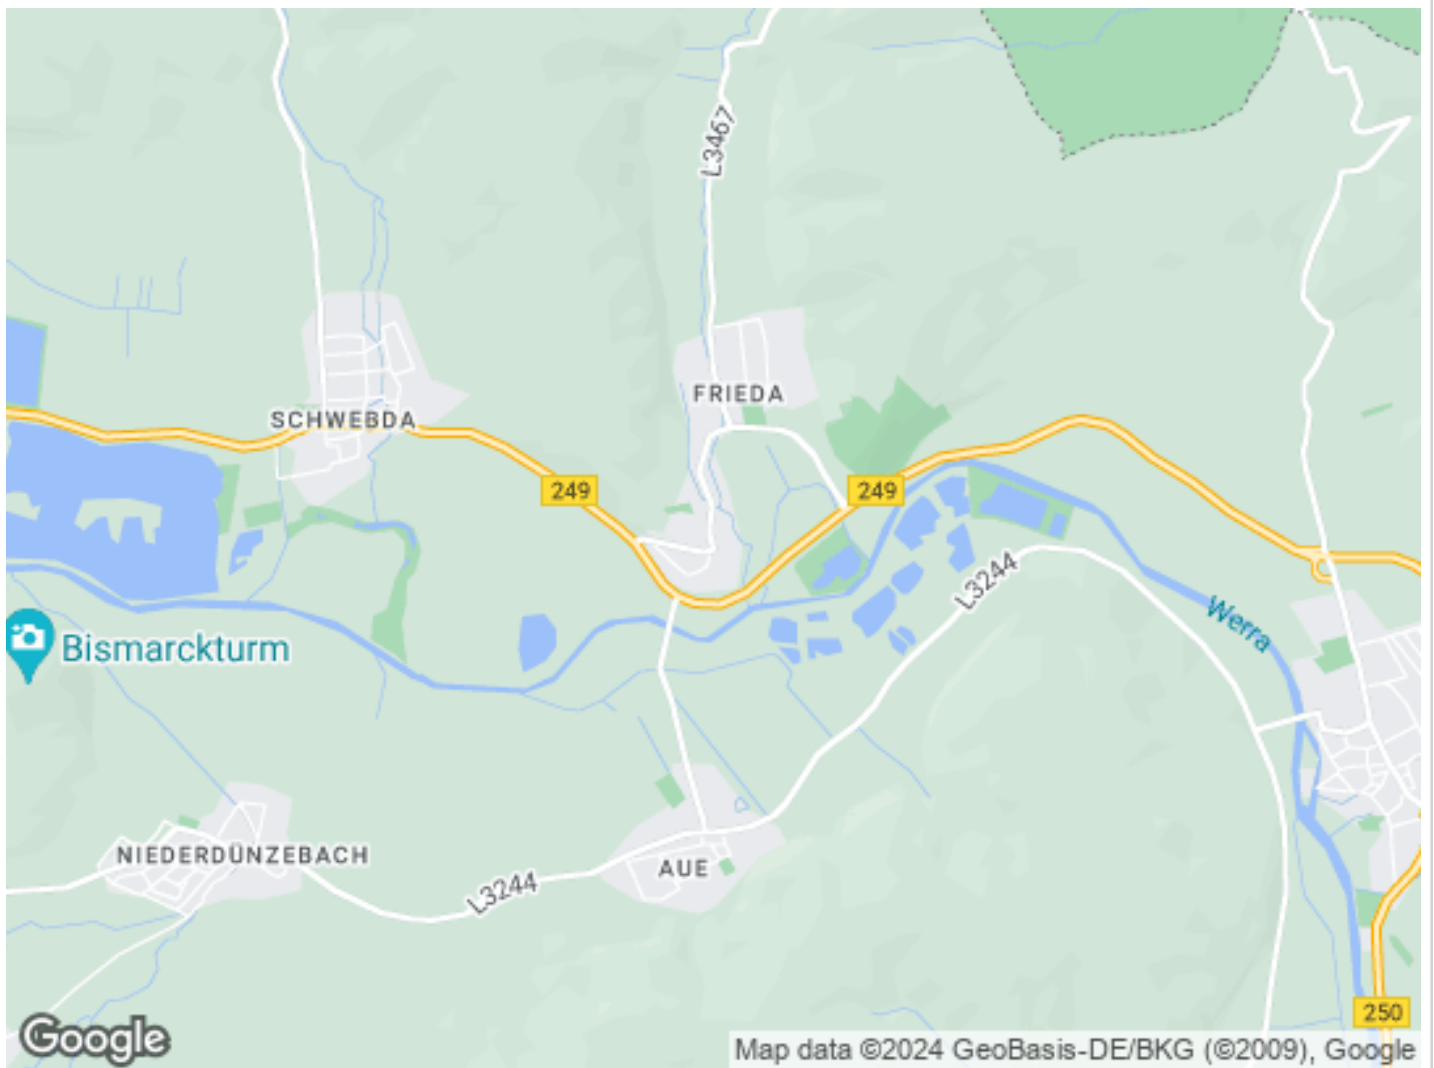 L3467
FRIEDA
SCHWEBDA
249
249
L3244
Werra
Bismarckturm
NIEDERDÜNZEBACH
AUE
L3244
250
Google
Map data ©2024 GeoBasis-DE/BKG (©2009), Google